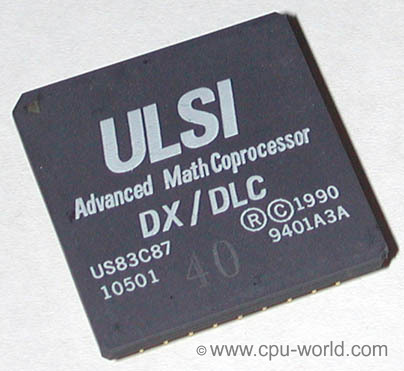 ULSI
Advanced Math Coprocessor
DX/DLC
US83C87 ®©1990
10501 40 9401A3A
© www.cpu-world.com